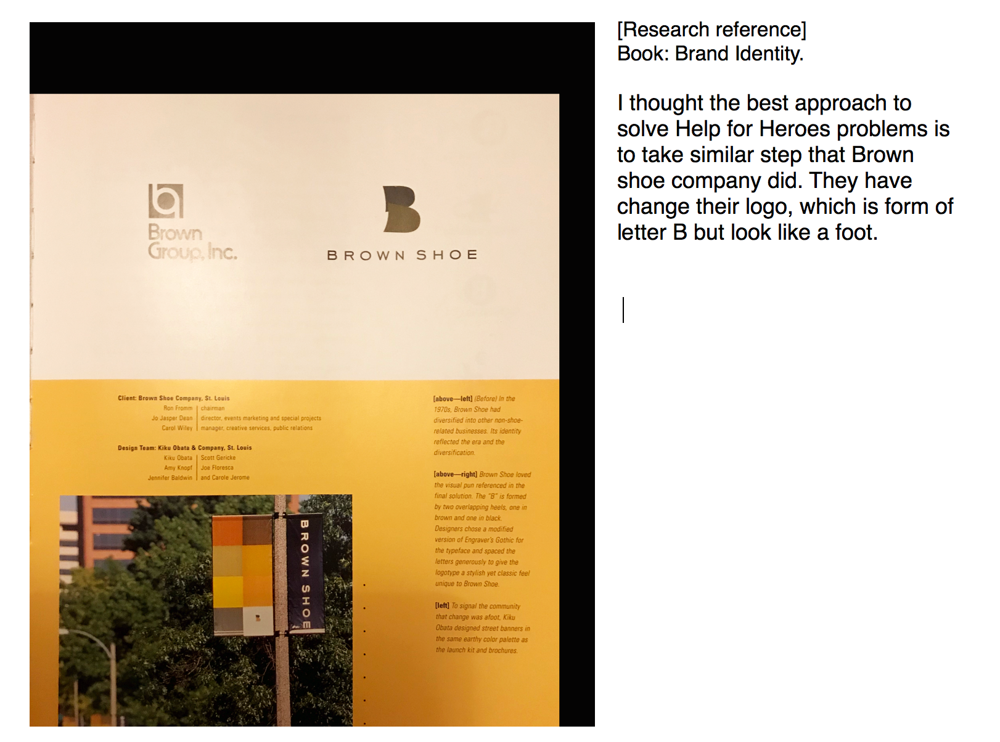 [Research reference]
Book: Brand Identity.
I thought the best approach to
solve Help for Heroes problems is
to take similar step that Brown
shoe company did. They have
change their logo, which is form of
letter B but look like a foot.
Brown
Group, Inc.
B
BROWN SHOE
Client: Brown Shoe Company, St. Louis
Ron Fromm | chairman
Jo Jasper Dean | director, events marketing and special projects
Carol Wiley | manager, creative services, public relations
Design Team: Kiku Obata & Company, St. Louis
Kiku Obata | Scott Gericke
Amy Knopf | Joe Floresca
Jennifer Baldwin | and Carole Jerome
[above—left] (Before) In the
1970s, Brown Shoe had
diversified into other non-shoe-
related businesses. Its identity
reflected the era and the
diversification.
[above—right] Brown Shoe loved
the visual pun referenced in the
final solution. The "B" is formed
by two overlapping heels, one in
brown and one in black.
Designers chose a modified
version of Engraver's Gothic for
the typeface and spaced the
letters generously to give the
logotype a stylish yet classic feel
unique to Brown Shoe.
[left] To signal the community
that change was afoot, Kiku
Obata designed street banners in
the same earthy color palette as
the launch kit and brochures.
BROWN SHOE
B